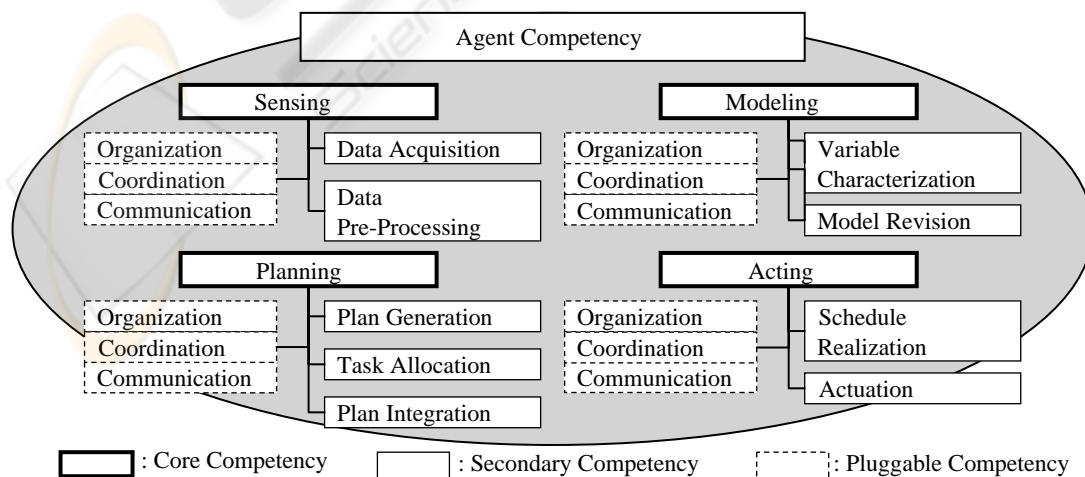 Agent Competency
Sensing
Organization
Coordination
Communication
Data Acquisition
Data
Pre-Processing
Modeling
Organization
Coordination
Communication
Variable
Characterization
Model Revision
Planning
Organization
Coordination
Communication
Plan Generation
Task Allocation
Plan Integration
Acting
Organization
Coordination
Communication
Schedule
Realization
Actuation
: Core Competency
: Secondary Competency
: Pluggable Competency